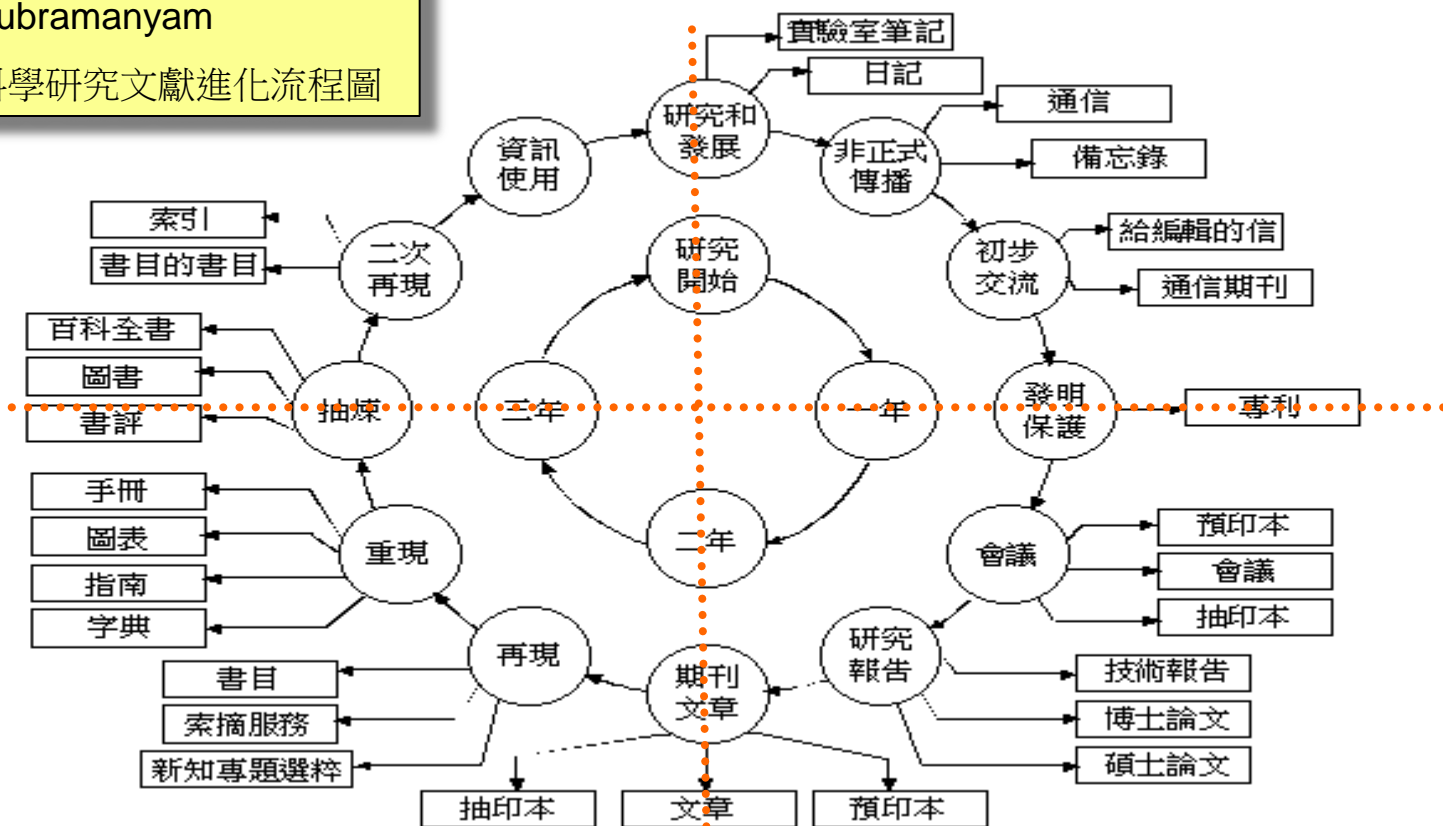 ubramanyam
科學研究文獻進化流程圖
研究和
發展
實驗室筆記
日記
非正式
傳播
通信
備忘錄
初步
交流
給編輯的信
通信期刊
發明
保護
專利
會議
預印本
會議
抽印本
研究
報告
技術報告
博士論文
碩士論文
期刊
文章
抽印本
文章
預印本
再現
書目
索摘服務
新知專題選粹
重現
手冊
圖表
指南
字典
抽煉
百科全書
圖書
書評
二次
再現
索引
書目的書目
資訊
使用
研究
開始
一年
二年
三年